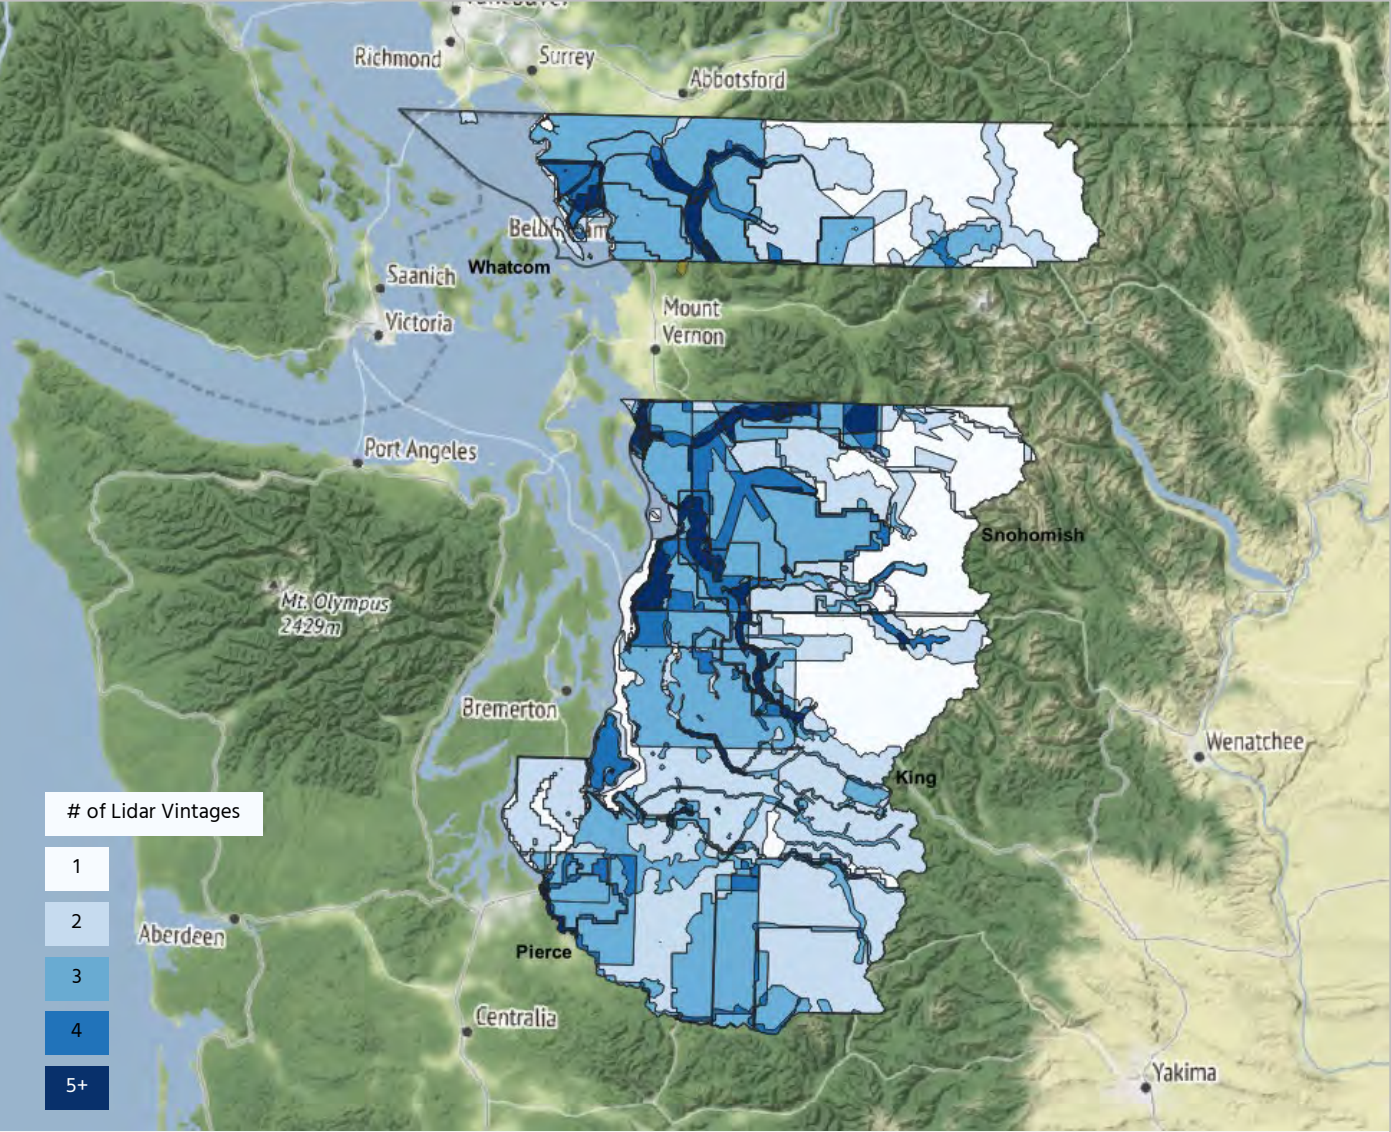 Richmond
Surrey
Abbotsford
Whatcom
Saanich
Victoria
Mount
Vernon
Port Angeles
Snohomish
Mt. Olympus
2429m
Bremerton
Wenatchee
King
# of Lidar Vintages
1
2
3
4
5+
Aberdeen
Pierce
Centralia
Yakima